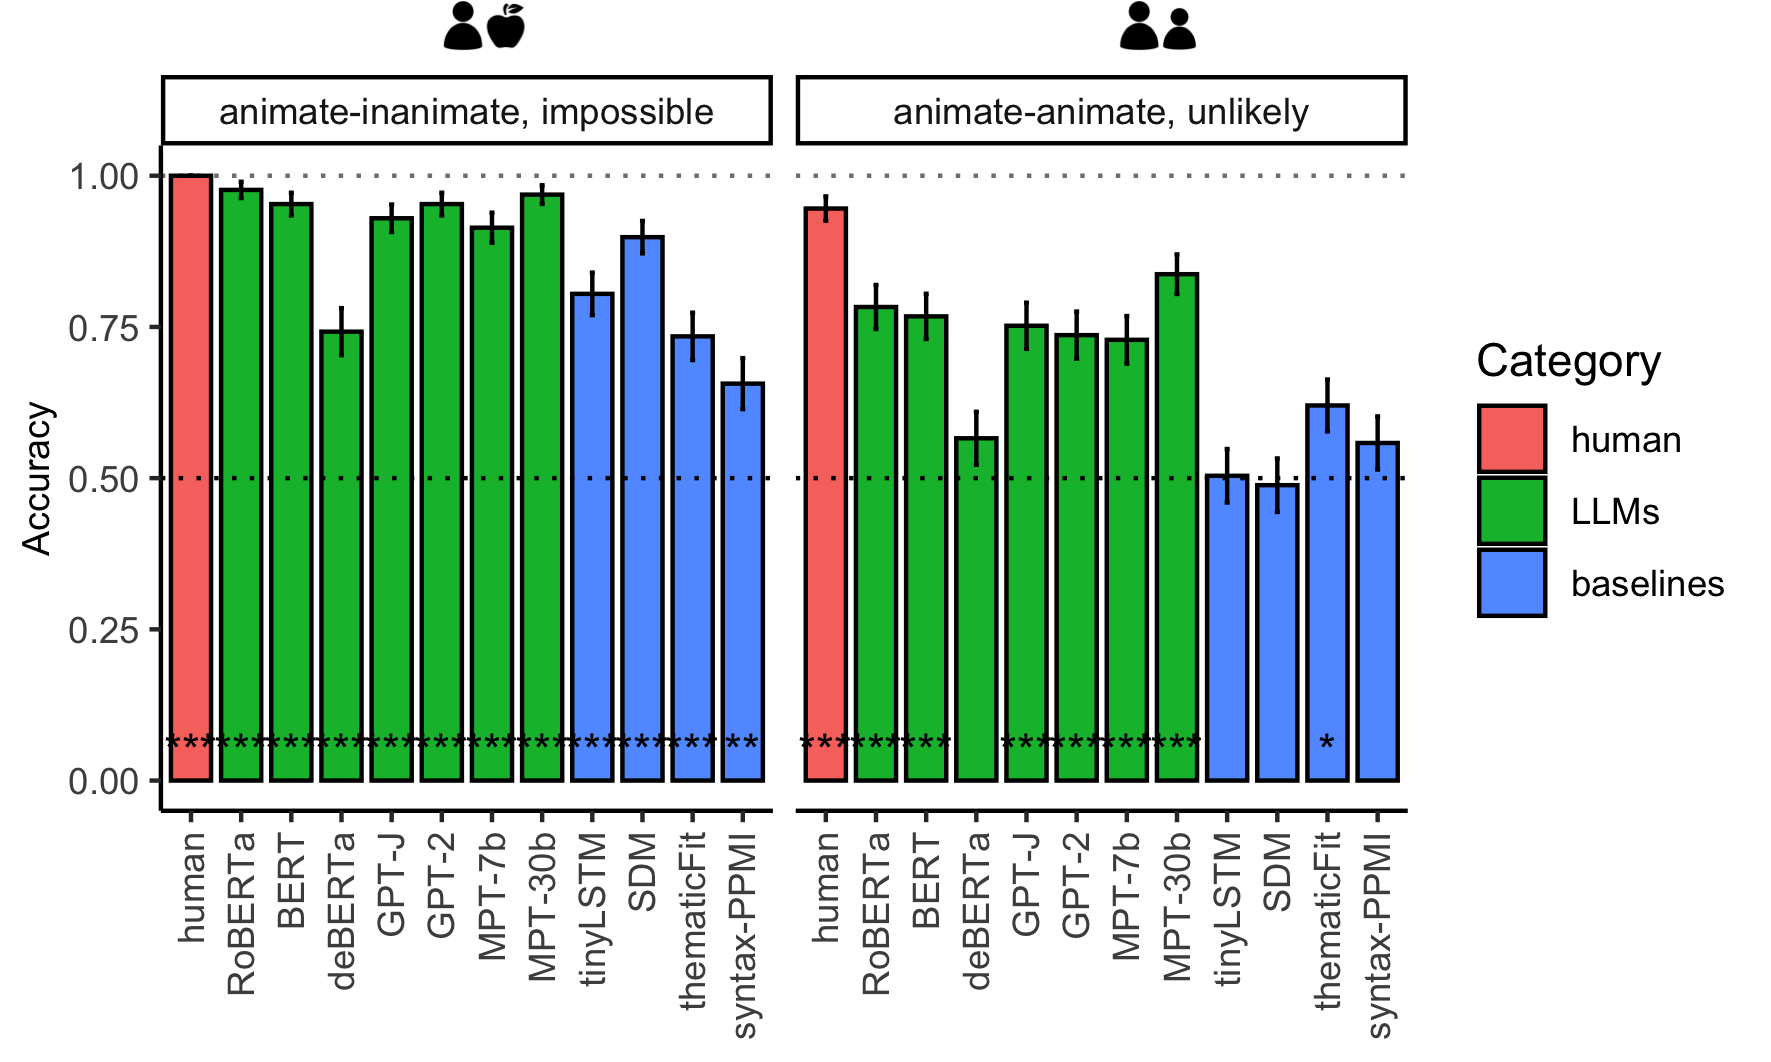 animate-inanimate, impossible
animate-animate, unlikely
Accuracy
1.00
0.75
0.50
0.25
0.00
*** *** *** *** *** *** *** *** *** *** *** **
*** *** *** *** *** *** *** *
human
RoBERTa
BERT
deBERTa
GPT-J
GPT-2
MPT-7b
MPT-30b
tinyLSTM
SDM
thematicFit
syntax-PPMI
human
RoBERTa
BERT
deBERTa
GPT-J
GPT-2
MPT-7b
MPT-30b
tinyLSTM
SDM
thematicFit
syntax-PPMI
Category
human
LLMs
baselines